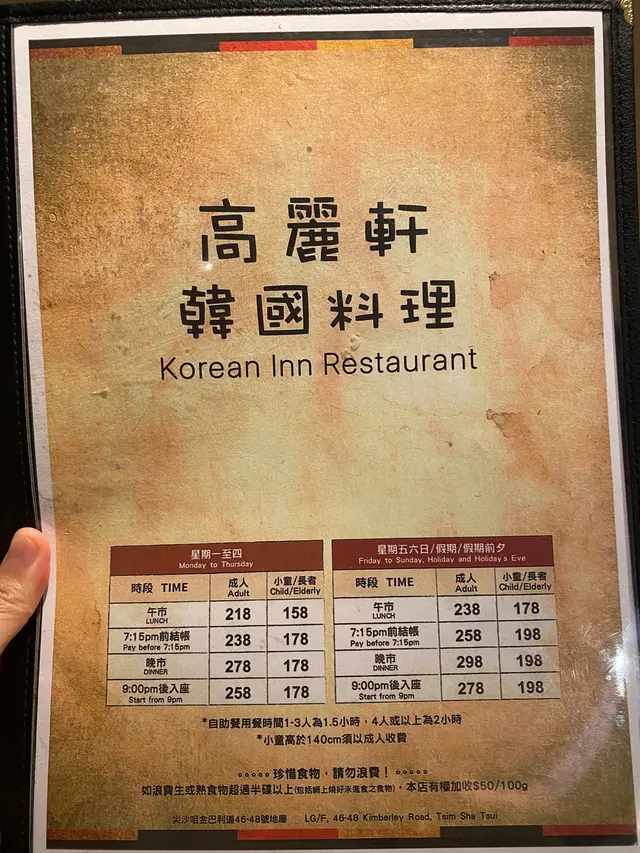 高麗軒
韓國料理
Korean Inn Restaurant
星期一至四
Monday to Thursday
時段 TIME 成人 Adult 小童/長者 Child/Elderly
午市 LUNCH 218 158
7:15pm前結帳 Pay before 7:15pm 238 178
晚市 DINNER 278 178
9:00pm後入座 Start from 9pm 258 178
星期五六日/假期/假期前夕
Friday to Sunday, Holiday and Holiday's Eve
時段 TIME 成人 Adult 小童/長者 Child/Elderly
午市 LUNCH 238 178
7:15pm前結帳 Pay before 7:15pm 258 198
晚市 DINNER 298 198
9:00pm後入座 Start from 9pm 278 198
*自助餐用餐時間1-3人為1.5小時，4人或以上為2小時
*小童高於140cm須以成人收費
珍惜食物，請勿浪費！
如浪費生或熟食物超過半碟以上(包括網上燒好未進食之食物)，本店有權加收$50/100g
尖沙咀金巴利道46-48號地庫 LG/F, 46-48 Kimberley Road, Tsim Sha Tsui